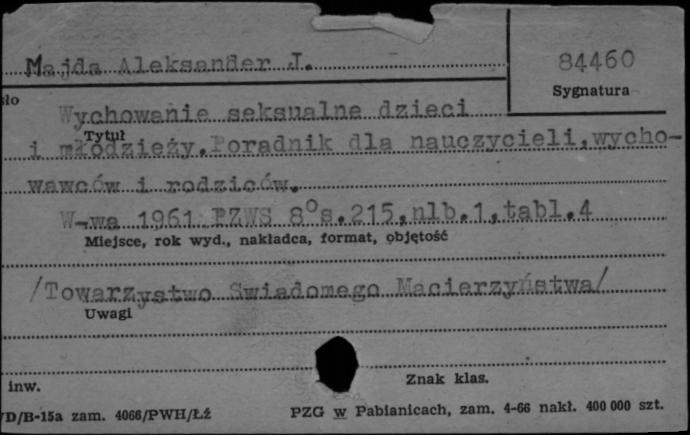 Majda Aleksander J.
84460
Sygnatura
sło
Wychowanie seksualne dzieci
Tytuł
i młodzieży.Poradnik dla nauczycieli,wycho-
wawców i rodziców.
W-wa 1961 PZWS 8° s.215,nlb.1,tabl.4
Miejsce, rok wyd., nakładca, format, objętość
/Towarzystwo Swiadomego Macierzyństwa/
Uwagi
inw.
Znak klas.
D/B-15a zam. 4066/PWH/Łź
PZG w Pabianicach, zam. 4-66 nakł. 400 000 szt.